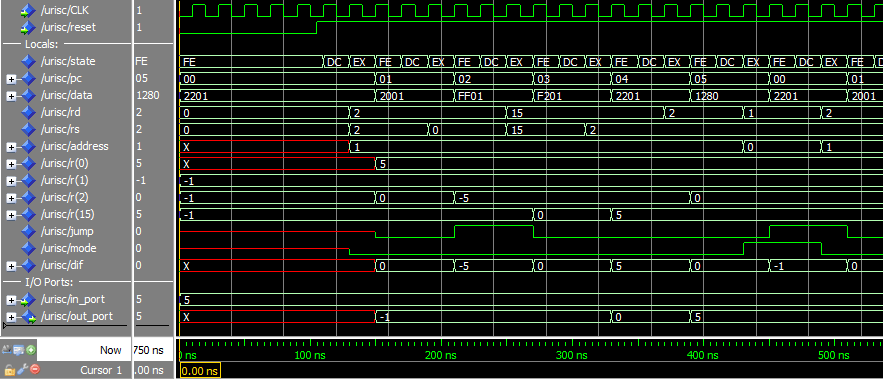 /urisc/CLK 1
/urisc/reset 1
Locals:
/urisc/state FE FE DC EX FE DC EX FE DC EX FE DC EX FE DC EX FE DC EX FE DC EX FE
/urisc/pc 05 00 01 02 03 04 05 00 01
/urisc/data 1280 2201 2001 FF01 F201 2201 1280 2201 2001
/urisc/rd 2 0 2 15 2 1 2
/urisc/rs 2 0 2 0 15 2
/urisc/address 1 X 1 0 1
/urisc/r(0) 5 X 5
/urisc/r(1) -1 -1
/urisc/r(2) 0 -1 0 -5 0
/urisc/r(15) 5 -1 0 5
/urisc/jump 0
/urisc/mode 0
/urisc/dif 0 X 0 -5 0 5 0 -1 0
I/O Ports:
/urisc/in_port 5 5
/urisc/out_port 5 X -1 0 5
Now 750 ns 0 ns 100 ns 200 ns 300 ns 400 ns 500 ns
Cursor 1 .00 ns 0.00 ns